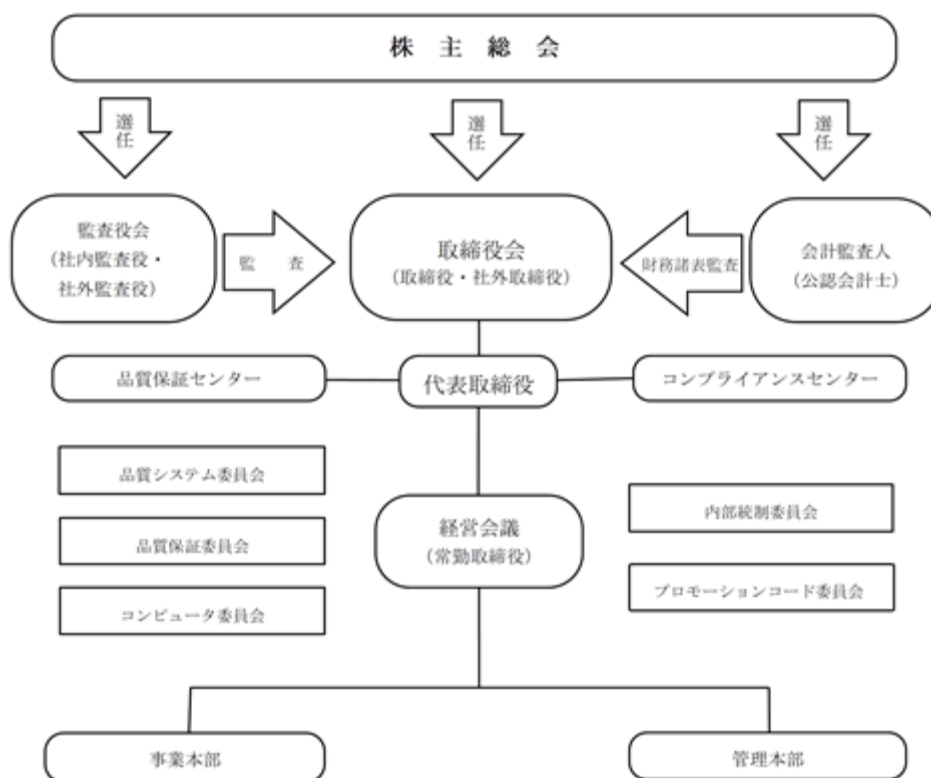 株 主 総 会
選任
選任
選任
監査役会
(社内監査役・
社外監査役)
監 査
取締役会
(取締役・社外取締役)
財務諸表監査
会計監査人
(公認会計士)
品質保証センター
代表取締役
コンプライアンスセンター
品質システム委員会
品質保証委員会
コンピュータ委員会
経営会議
(常勤取締役)
内部統制委員会
プロモーションコード委員会
事業本部
管理本部